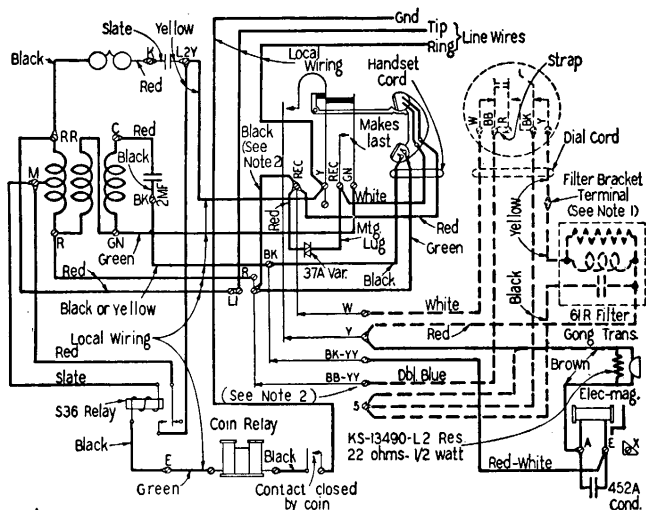 Gnd
Tip
Ring
Line Wires
Slate
Yellow
K
L2Y
Black
Red
Local
Wiring
Handset
Cord
Strap
W
BB
R
BK
Y
RR
C
Red
Black
(See
Note 2)
Makes
last
REC
Y
REC
GN
Dial Cord
M
Black
2MF
BK
White
Filter Bracket
Terminal
(See Note 1)
Red
Mtg.
Lug
Red
Green
Yellow
R
GN
Green
BK
37A Var.
Black
Red
R
L1
Black or Yellow
Black
W
White
61R Filter
Local Wiring
Y
Red
Gong Trans.
Red
BK-YY
Brown
Slate
BB-YY
Dbl. Blue
(See Note 2)
S
Elec-mag.
S36 Relay
Coin Relay
KS-13490-L2 Res
22 ohms-1/2 watt
A
E
X
Black
E
Black
Red-White
Green
Contact closed
by coin
452A
Cond.